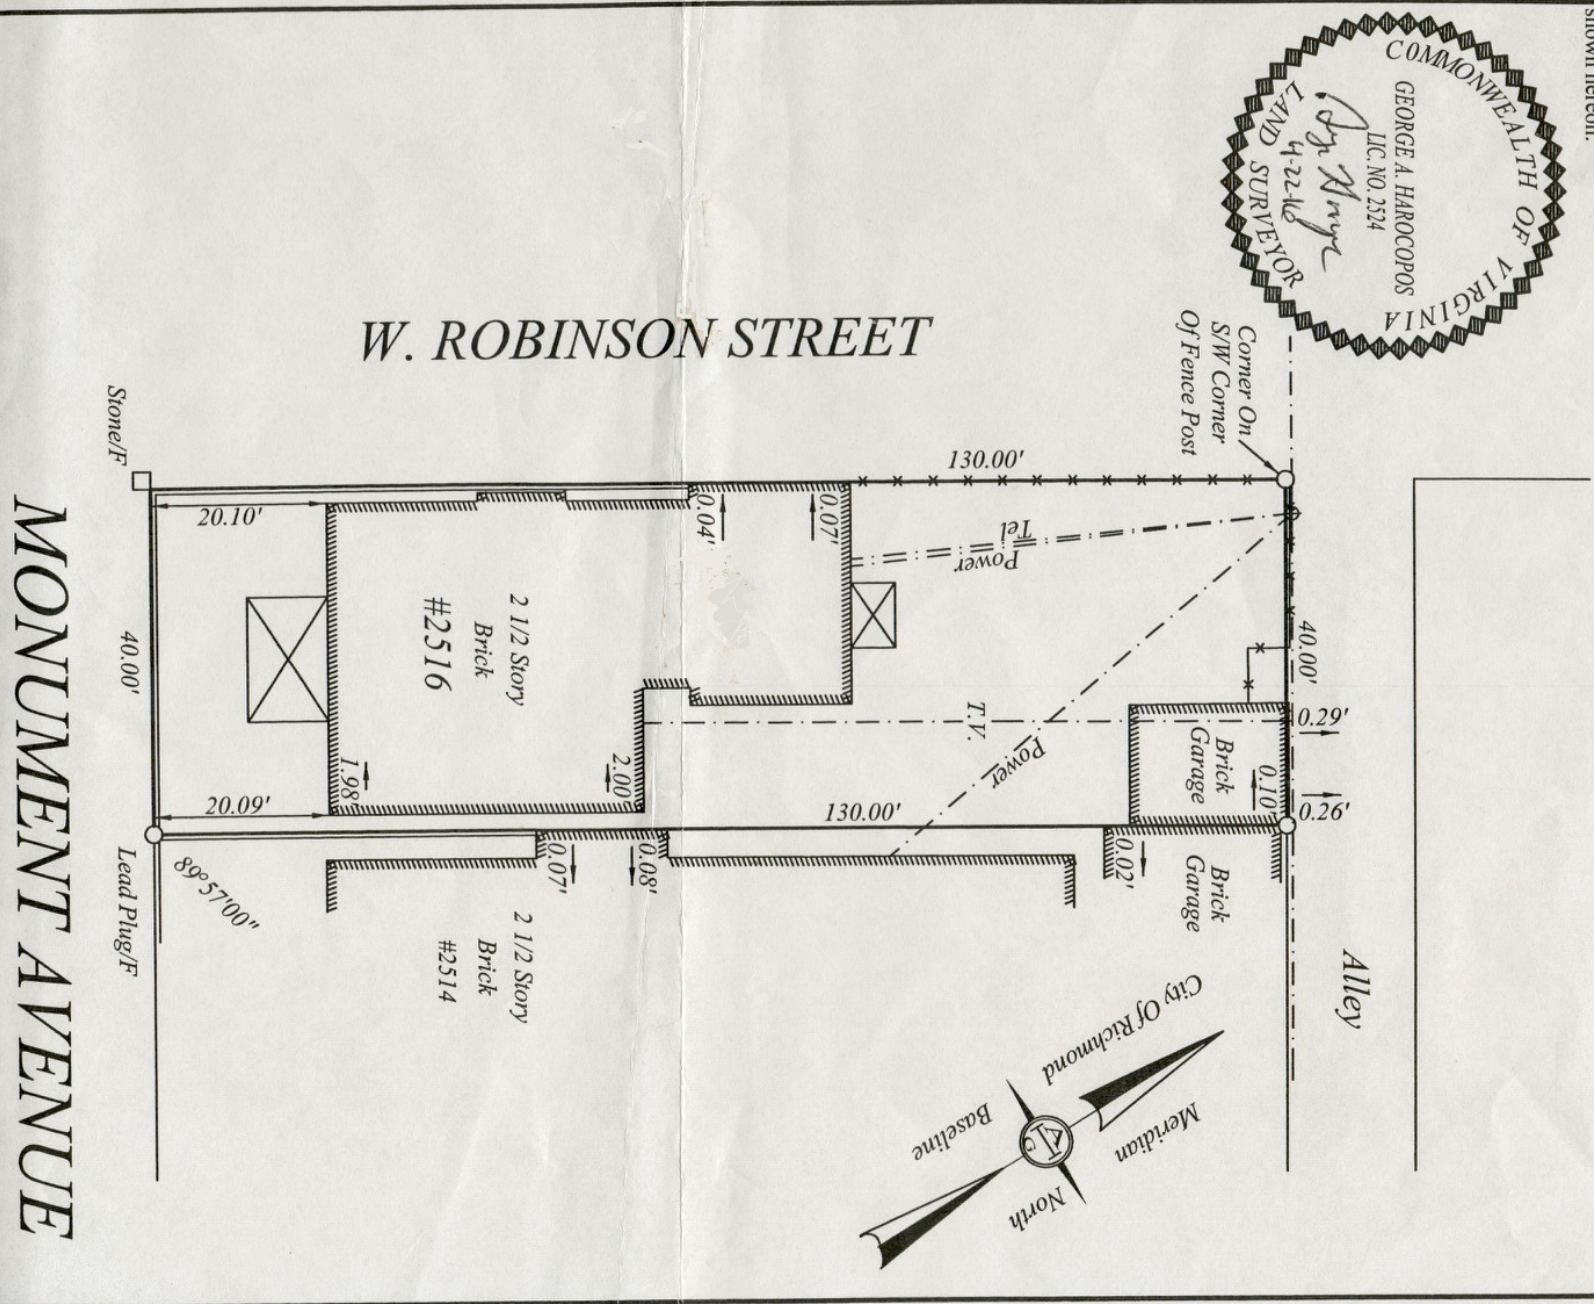 shown hereon.
COMMONWEALTH OF VIRGINIA
GEORGE A. HAROCOPOS
LIC. NO. 2524
4-22-16
LAND SURVEYOR
W. ROBINSON STREET
Corner On
S/W Corner
Of Fence Post
Stone/F
130.00'
20.10'
0.04'
0.07'
Tel
Power
2 1/2 Story
Brick
#2516
40.00'
40.00'
T.V.
Power
0.29'
Brick
Garage
0.10'
0.26'
1.98'
2.00'
20.09'
130.00'
Lead Plug/F
89°57'00"
0.07'
0.08'
0.02'
Brick
Garage
2 1/2 Story
Brick
#2514
Alley
City Of Richmond
Meridian
Baseline
North
MONUMENT AVENUE